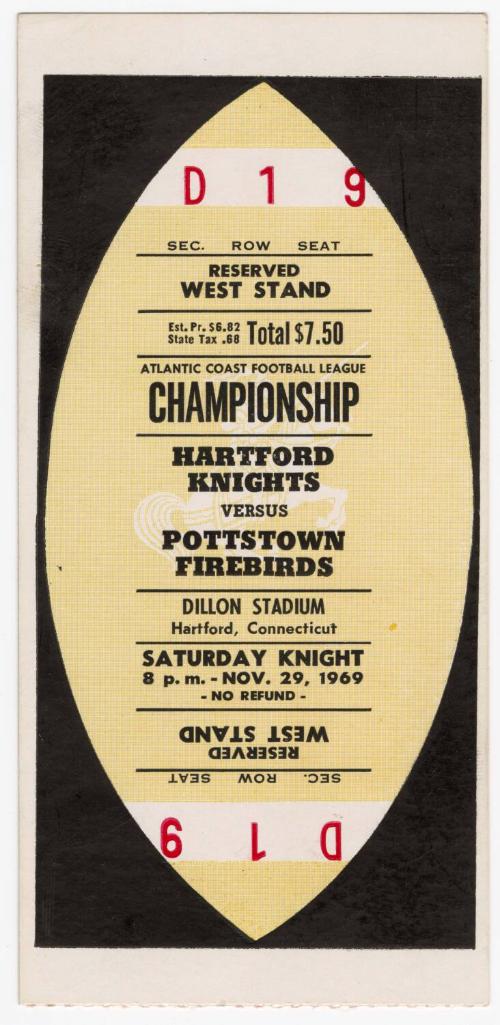 D 1 9
SEC. ROW SEAT
RESERVED
WEST STAND
Est. Pr. $6.82
State Tax .68 Total $7.50
ATLANTIC COAST FOOTBALL LEAGUE
CHAMPIONSHIP
HARTFORD
KNIGHTS
VERSUS
POTTSTOWN
FIREBIRDS
DILLON STADIUM
Hartford, Connecticut
SATURDAY KNIGHT
8 p. m. - NOV. 29, 1969
- NO REFUND -
WEST STAND
RESERVED
SEC. ROW SEAT
D 1 9